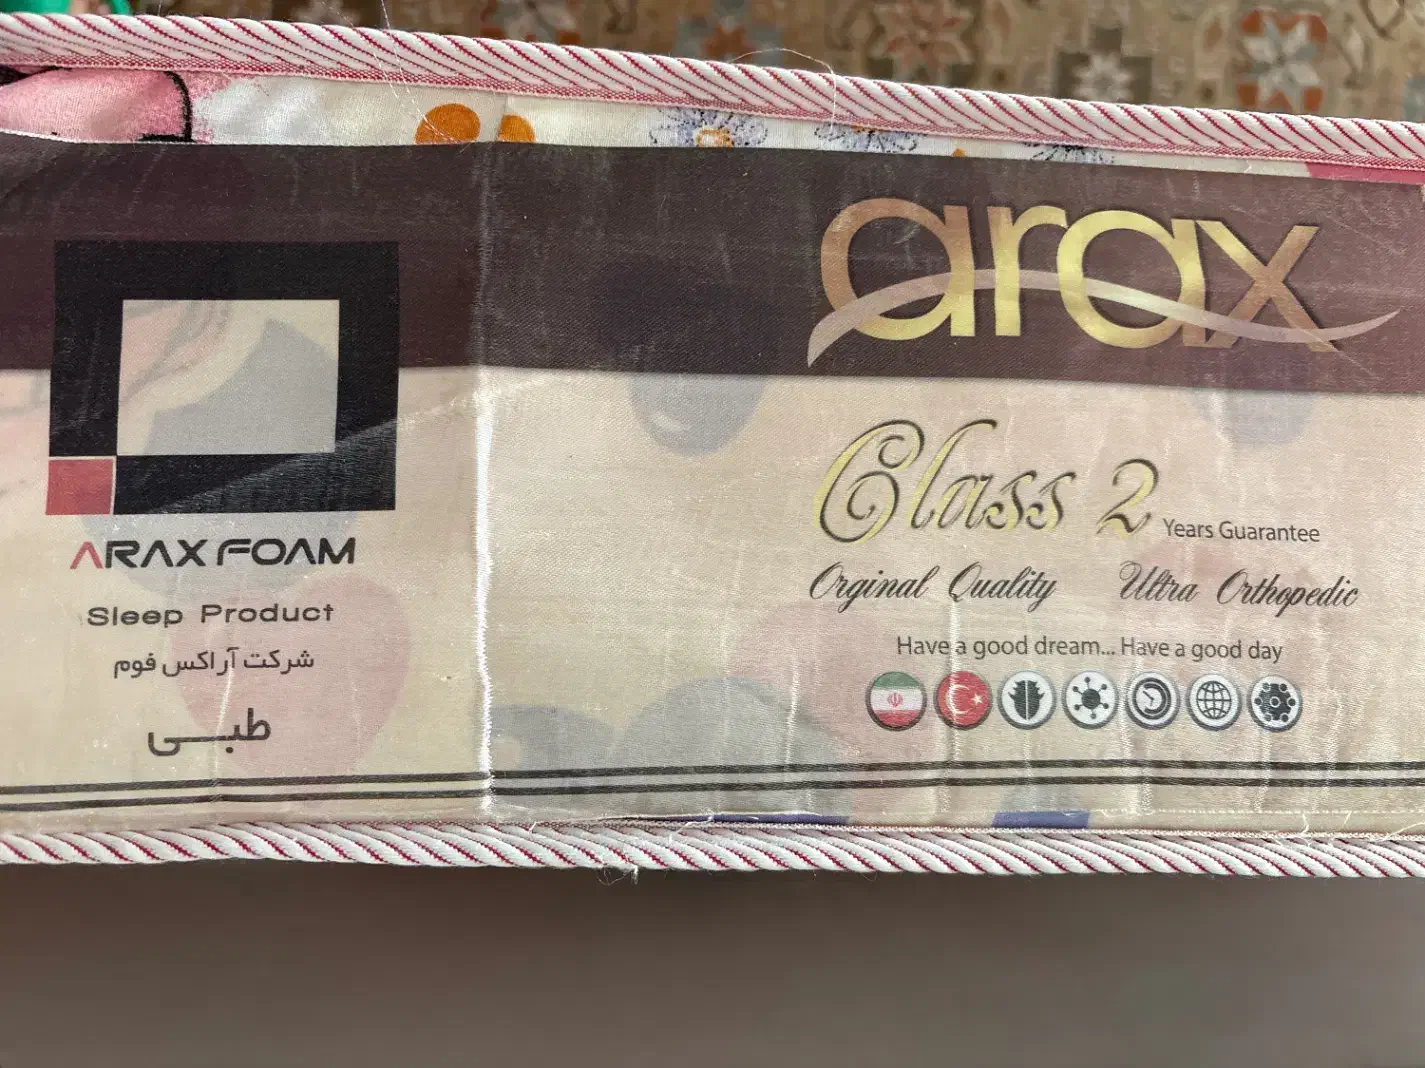 ARAX FOAM
Sleep Product
شرکت آراکس فوم
طبـــی
arax
Class 2 Years Guarantee
Orginal Quality Ultra Orthopedic
Have a good dream... Have a good day